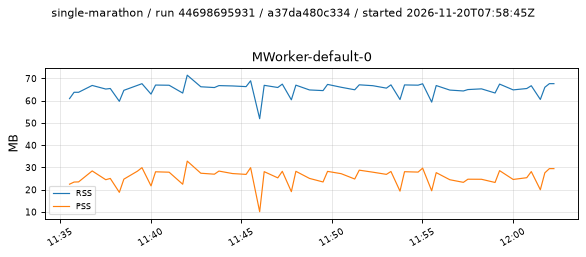 single-marathon / run 44698695931 / a37da480c334 / started 2026-11-20T07:58:45Z
MWorker-default-0
MB
70
60
50
40
30
20
10
RSS
PSS
11:35
11:40
11:45
11:50
11:55
12:00